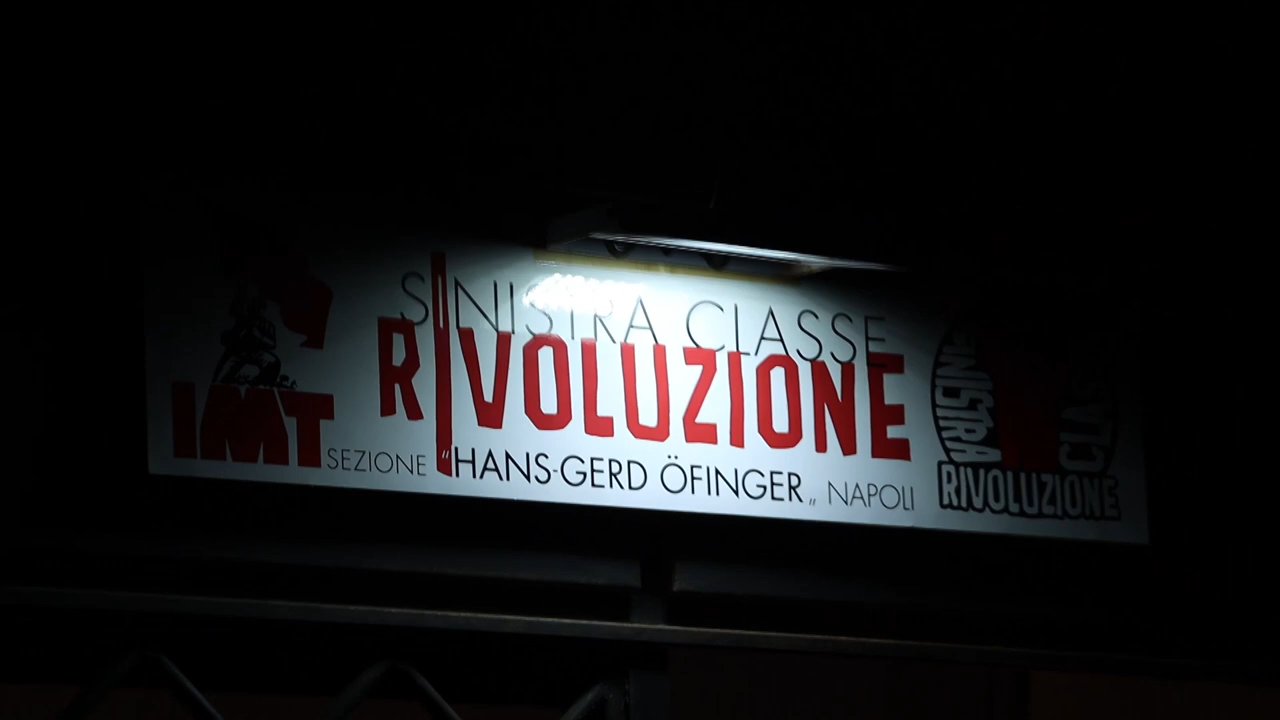 SINISTRA CLASSE
RIVOLUZIONE
IMT
SEZIONE "HANS-GERD ÖFINGER„ NAPOLI
SINISTRA
CLASSE
RIVOLUZIONE